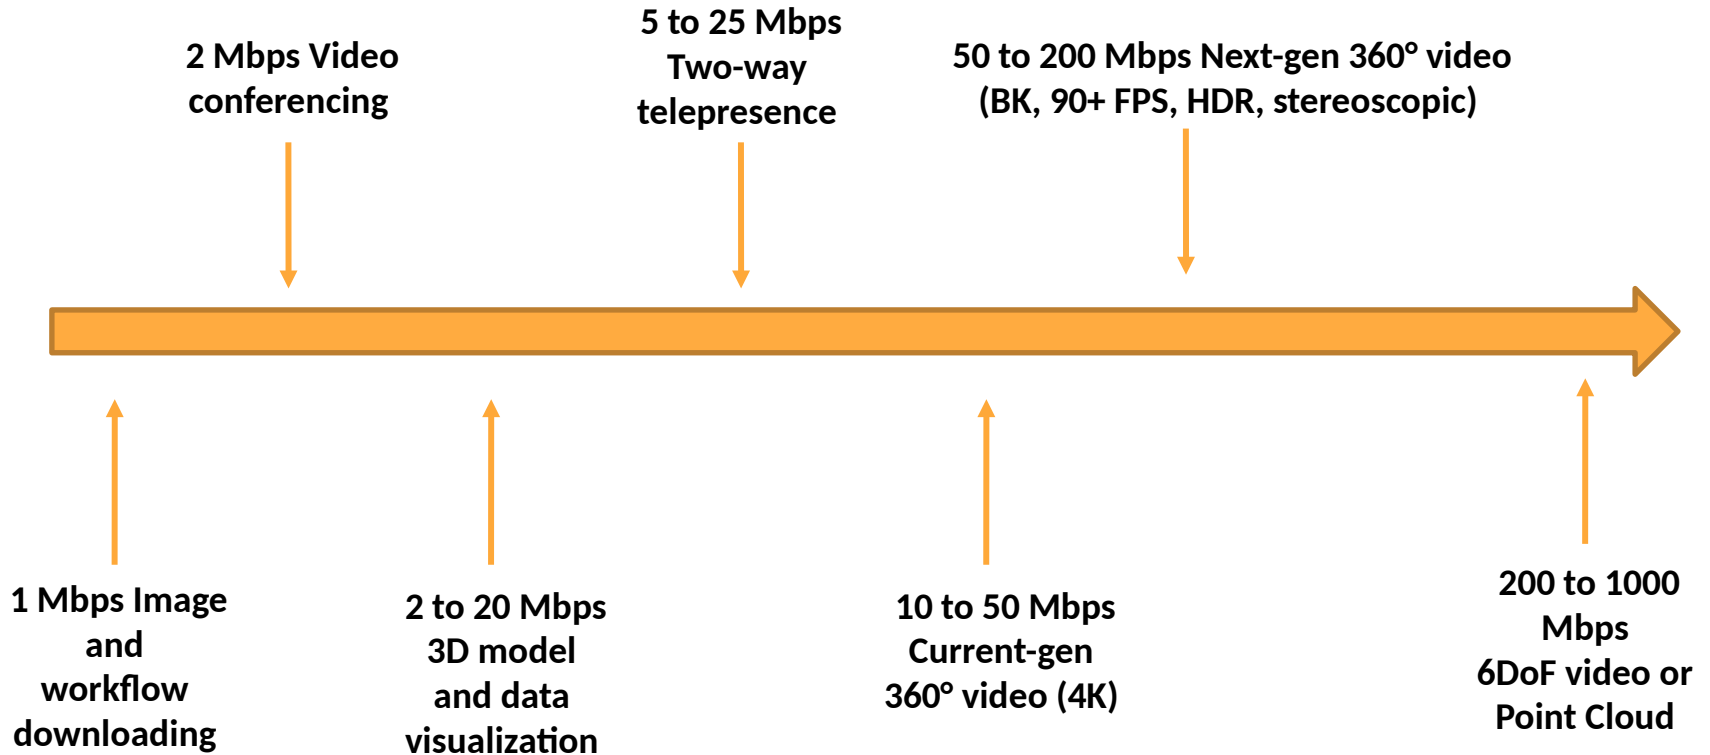 2 Mbps Video
conferencing
5 to 25 Mbps
Two-way
telepresence
50 to 200 Mbps Next-gen 360° video
(BK, 90+ FPS, HDR, stereoscopic)
1 Mbps Image
and
workflow
downloading
2 to 20 Mbps
3D model
and data
visualization
10 to 50 Mbps
Current-gen
360° video (4K)
200 to 1000
Mbps
6DoF video or
Point Cloud